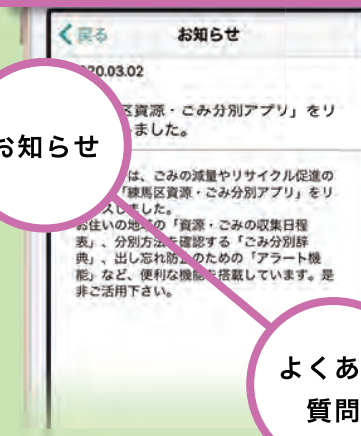 戻る お知らせ
20.03.02
区資源・ごみ分別アプリ」をリ
ました。
お知らせ
は、ごみの減量やリサイクル促進の
「練馬区資源・ごみ分別アプリ」をリ
スしました。
お住いの地 の「資源・ごみの収集日程
表」、分別方法を確認する「ごみ分別辞
典」、出し忘れ防止のための「アラート機
能」など、便利な機能を搭載しています。是
非ご活用下さい。
よくあ
質問